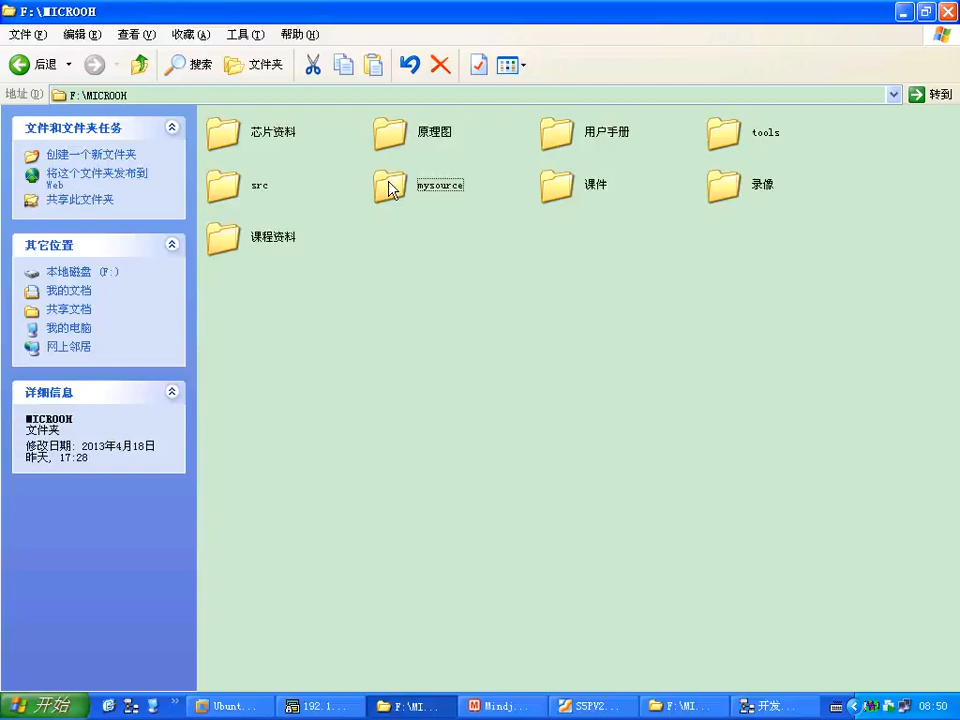 F:\MICROOH
文件(F) 编辑(E) 查看(V) 收藏(A) 工具(T) 帮助(H)
后退 搜索 文件夹
地址(D) F:\MICROOH 转到
文件和文件夹任务
创建一个新文件夹
将这个文件夹发布到
Web
共享此文件夹
其它位置
本地磁盘 (F:)
我的文档
共享文档
我的电脑
网上邻居
详细信息
MICROOH
文件夹
修改日期: 2013年4月18日
昨天, 17:28
芯片资料 原理图 用户手册 tools
src mysource 课件 录像
课程资料
开始 Ubunt... 192.1... F:\MI... Mindj... S5PV2... F:\MI... 开发... 08:50